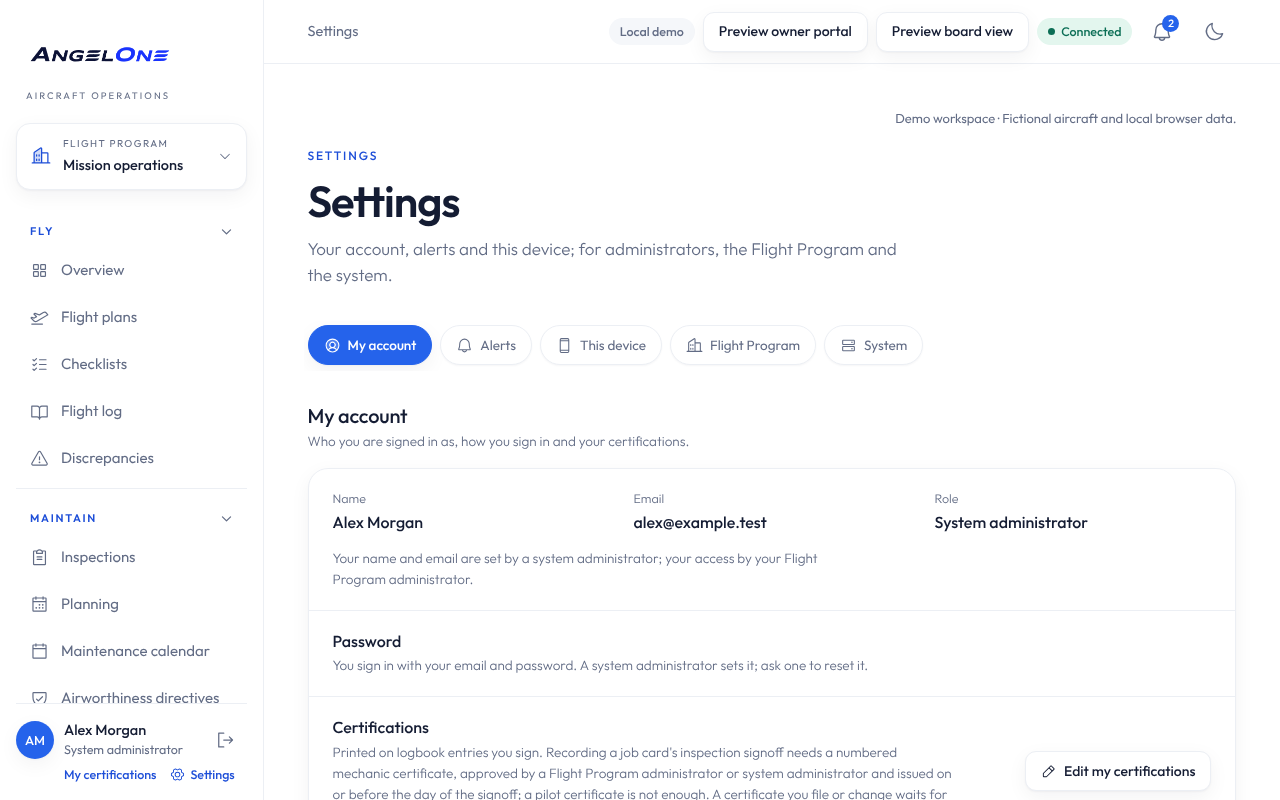 ANGELONE
AIRCRAFT OPERATIONS
FLIGHT PROGRAM
Mission operations
FLY
Overview
Flight plans
Checklists
Flight log
Discrepancies
MAINTAIN
Inspections
Planning
Maintenance calendar
Airworthiness directives
AM
Alex Morgan
System administrator
My certifications
Settings
Settings
Local demo
Preview owner portal
Preview board view
Connected
2
Demo workspace · Fictional aircraft and local browser data.
SETTINGS
Settings
Your account, alerts and this device; for administrators, the Flight Program and
the system.
My account
Alerts
This device
Flight Program
System
My account
Who you are signed in as, how you sign in and your certifications.
Name
Alex Morgan
Email
alex@example.test
Role
System administrator
Your name and email are set by a system administrator; your access by your Flight
Program administrator.
Password
You sign in with your email and password. A system administrator sets it; ask one to reset it.
Certifications
Printed on logbook entries you sign. Recording a job card's inspection signoff needs a numbered
mechanic certificate, approved by a Flight Program administrator or system administrator and issued on
or before the day of the signoff; a pilot certificate is not enough. A certificate you file or change waits for
Edit my certifications